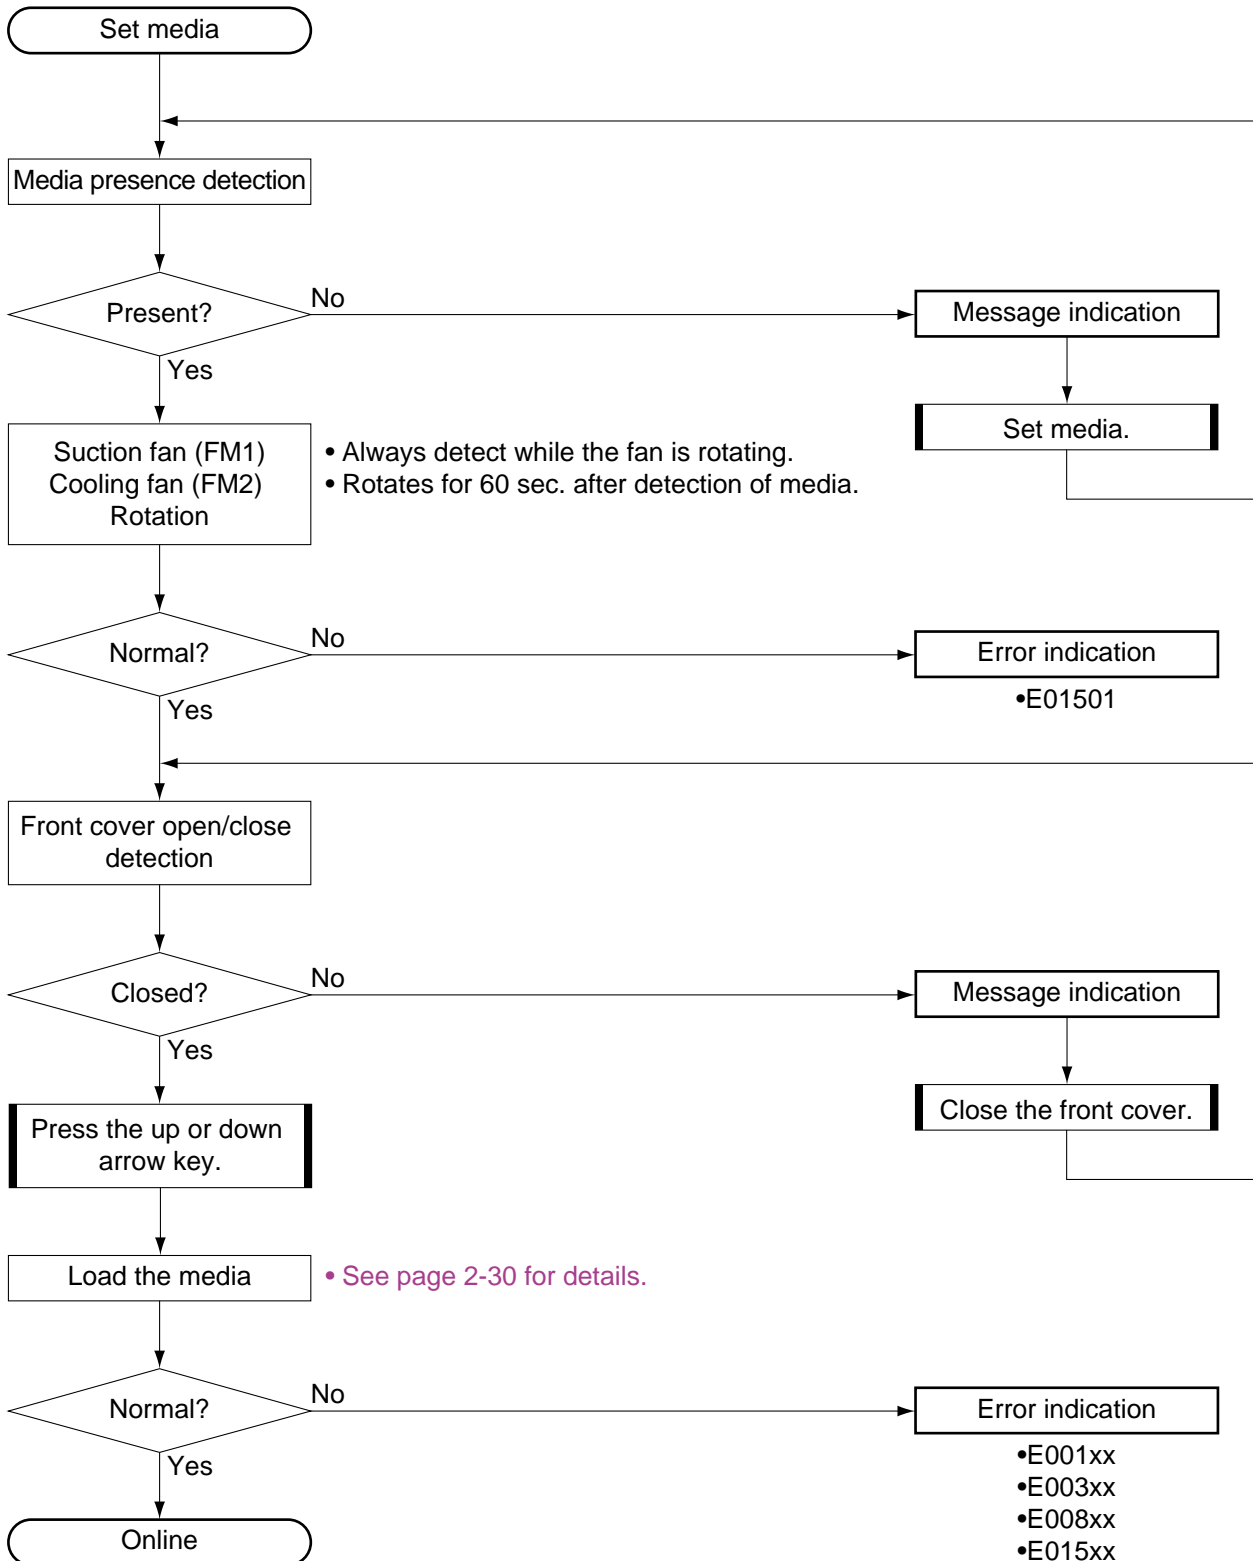 Set media
Media presence detection
Present?
No
Message indication
Yes
Set media.
Suction fan (FM1)
Cooling fan (FM2)
Rotation
• Always detect while the fan is rotating.
• Rotates for 60 sec. after detection of media.
Normal?
No
Error indication
•E01501
Yes
Front cover open/close
detection
Closed?
No
Message indication
Yes
Close the front cover.
Press the up or down
arrow key.
Load the media
• See page 2-30 for details.
Normal?
No
Error indication
•E001xx
•E003xx
•E008xx
•E015xx
Yes
Online